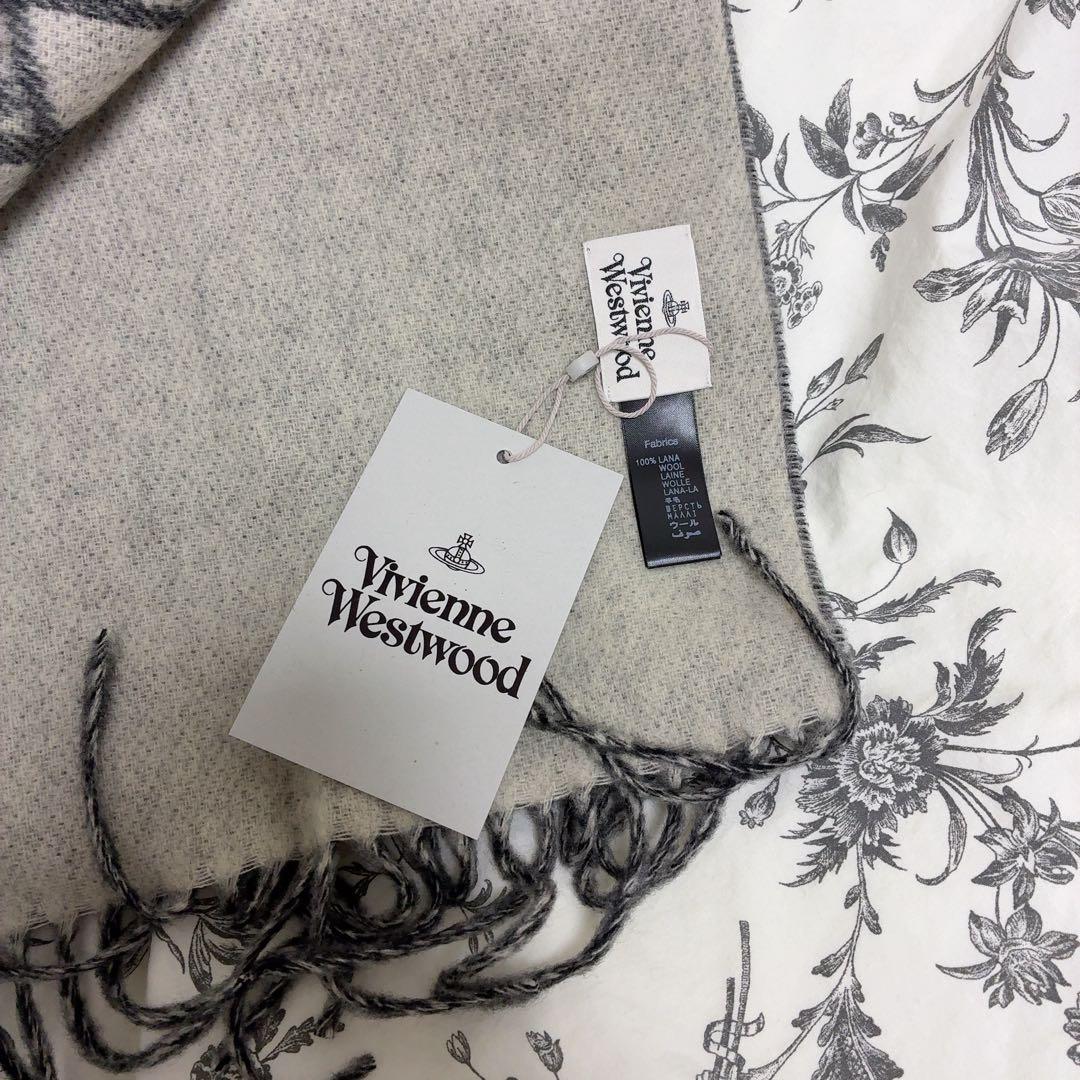 Vivienne
Westwood
Fabrics
100% LANA
WOOL
LAINE
WOLLE
LANA-LA
羊毛
ШЕРСТЬ
ΜΑΛΛΙ
ウール
صوف
Vivienne
Westwood